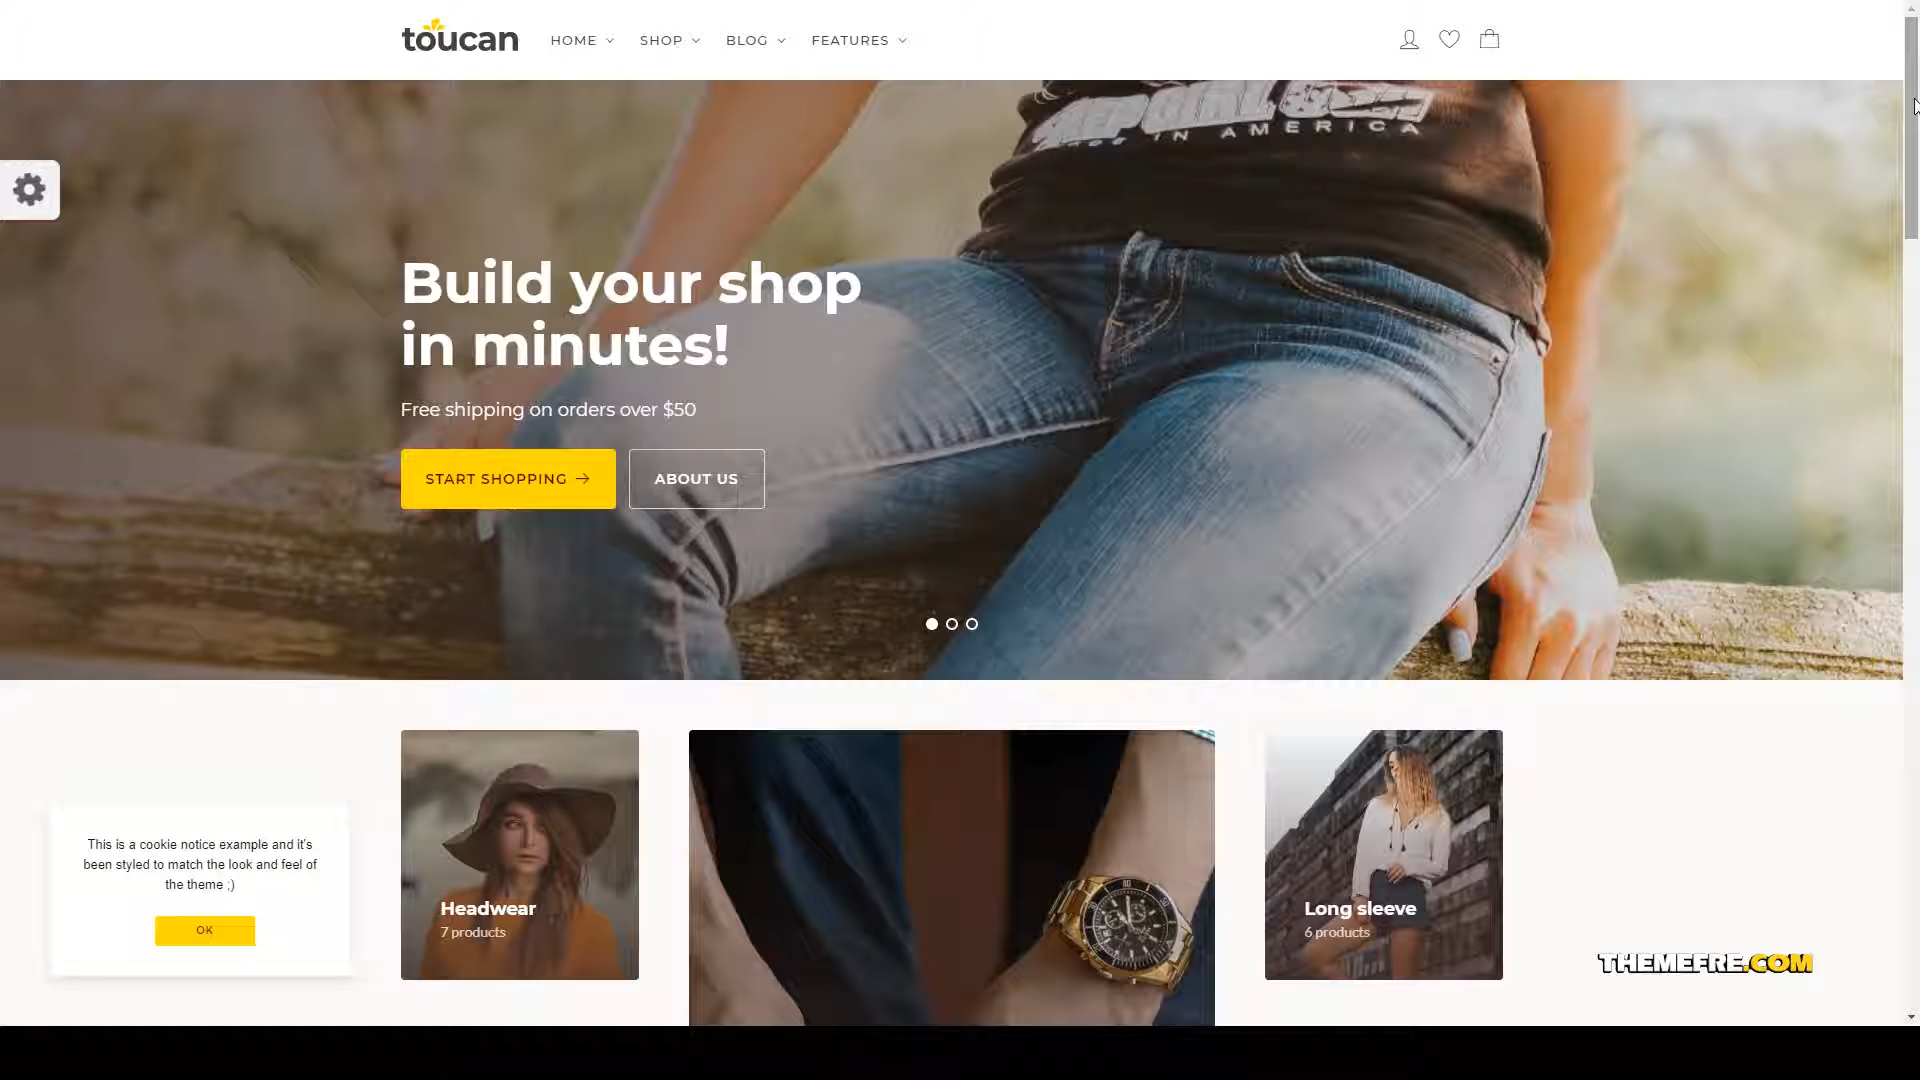 toucan
HOME
SHOP
BLOG
FEATURES
IN AMERICA
Build your shop
in minutes!
Free shipping on orders over $50
START SHOPPING
ABOUT US
This is a cookie notice example and it's
been styled to match the look and feel of
the theme ;)
OK
Headwear
7 products
Long sleeve
6 products
THEMEFRE.COM